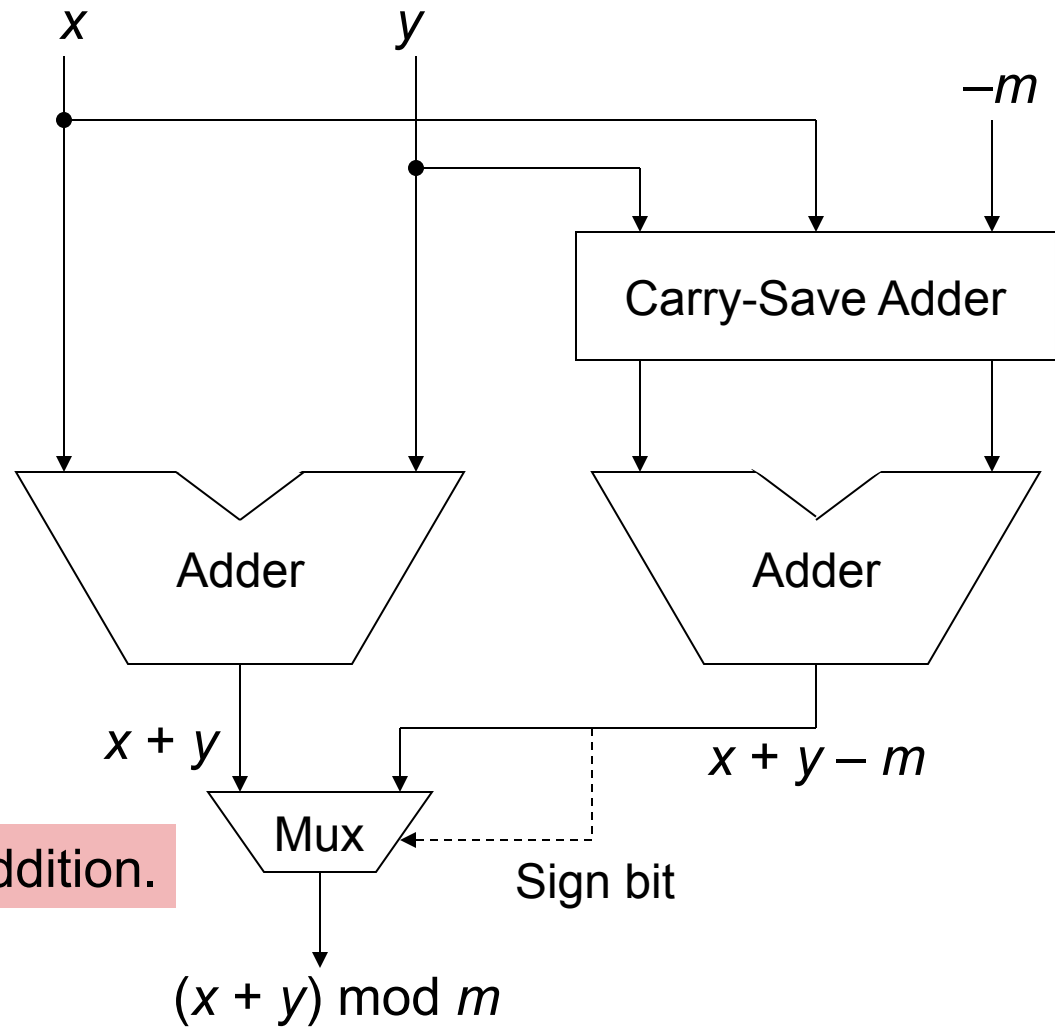 x
y
–m
Carry-Save Adder
Adder
Adder
x + y
x + y – m
Mux
Sign bit
(x + y) mod m